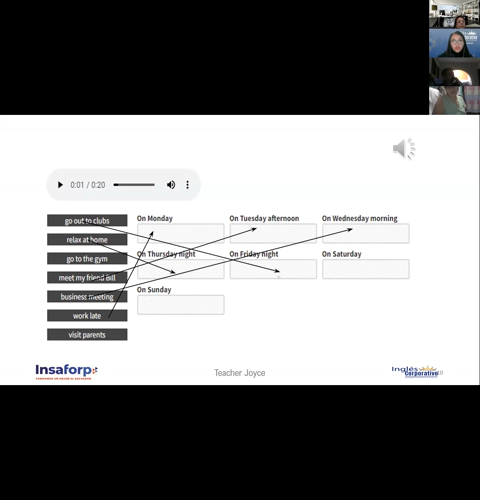 0:01 / 0:20
go out to clubs
relax at home
go to the gym
meet my friend Bill
business meeting
work late
visit parents
On Monday
On Tuesday afternoon
On Wednesday morning
On Thursday night
On Friday night
On Saturday
On Sunday
Insaforp
Teacher Joyce
Inglés
Corporativo